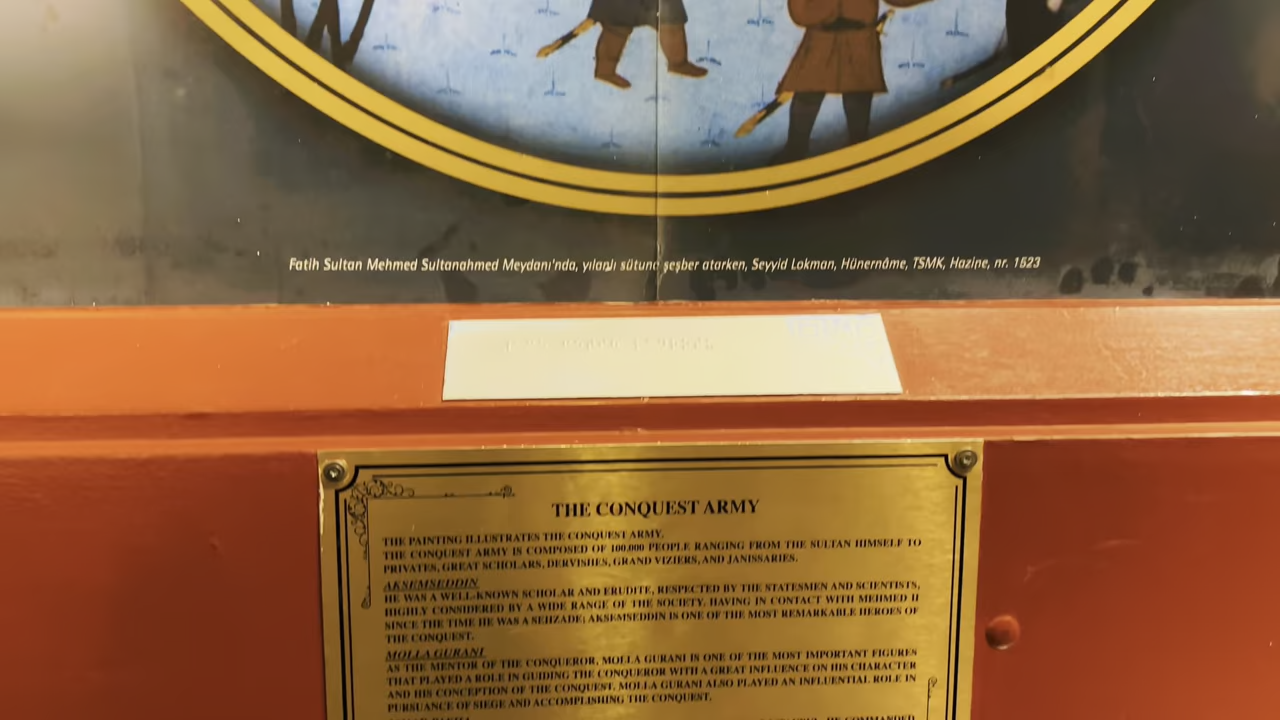 Fatih Sultan Mehmed Sultanahmed Meydanı'nda, yılanlı sütuna şeşber atarken, Seyyid Lokman, Hünernâme, TSMK, Hazine, nr. 1523
THE CONQUEST ARMY
THE PAINTING ILLUSTRATES THE CONQUEST ARMY.
THE CONQUEST ARMY IS COMPOSED OF 100.000 PEOPLE RANGING FROM THE SULTAN HIMSELF TO
PRIVATES, GREAT SCHOLARS, DERVISHES, GRAND VIZIERS, AND JANISSARIES.
AKSEMSEDDIN
HE WAS A WELL-KNOWN SCHOLAR AND ERUDITE, RESPECTED BY THE STATESMEN AND SCIENTISTS,
HIGHLY CONSIDERED BY A WIDE RANGE OF THE SOCIETY. HAVING IN CONTACT WITH MEHMED II
SINCE THE TIME HE WAS A SEHZADE; AKSEMSEDDIN IS ONE OF THE MOST REMARKABLE HEROES OF
THE CONQUEST.
MOLLA GURANI
AS THE MENTOR OF THE CONQUEROR, MOLLA GURANI IS ONE OF THE MOST IMPORTANT FIGURES
THAT PLAYED A ROLE IN GUIDING THE CONQUEROR WITH A GREAT INFLUENCE ON HIS CHARACTER
AND HIS CONCEPTION OF THE CONQUEST. MOLLA GURANI ALSO PLAYED AN INFLUENTIAL ROLE IN
PURSUANCE OF SIEGE AND ACCOMPLISHING THE CONQUEST.
HE COMMANDED